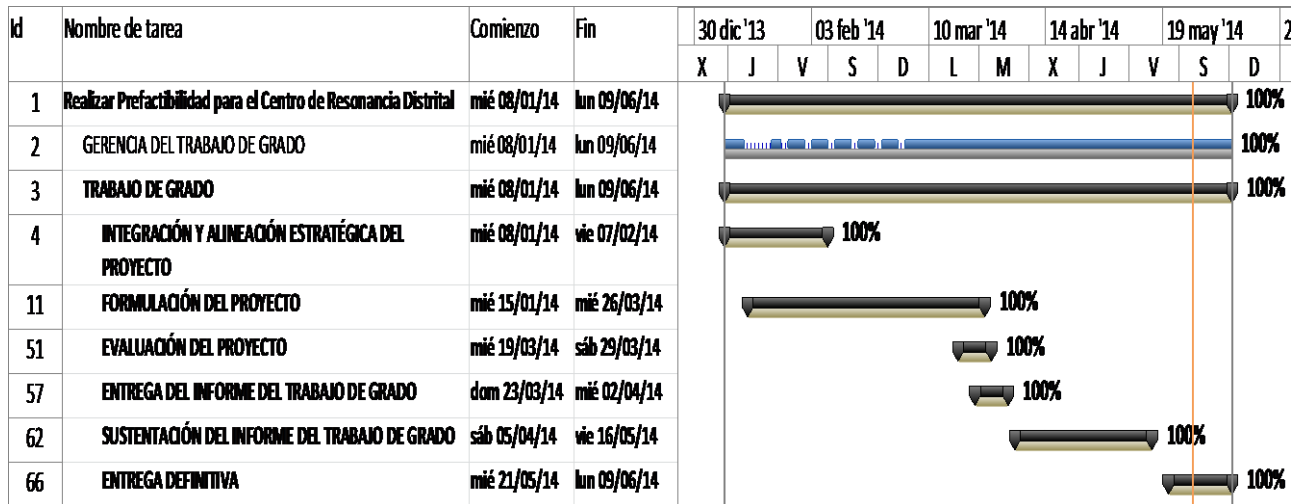 Id Nombre de tarea Comienzo Fin 30 dic '13 03 feb '14 10 mar '14 14 abr '14 19 may '14 2
X J V S D L M X J V S D
1 Realizar Prefactibilidad para el Centro de Resonancia Distrital mié 08/01/14 lun 09/06/14 100%
2 GERENCIA DEL TRABAJO DE GRADO mié 08/01/14 lun 09/06/14 100%
3 TRABAJO DE GRADO mié 08/01/14 lun 09/06/14 100%
4 INTEGRACIÓN Y ALINEACIÓN ESTRATÉGICA DEL mié 08/01/14 vie 07/02/14 100%
PROYECTO
11 FORMULACIÓN DEL PROYECTO mié 15/01/14 mié 26/03/14 100%
51 EVALUACIÓN DEL PROYECTO mié 19/03/14 sáb 29/03/14 100%
57 ENTREGA DEL INFORME DEL TRABAJO DE GRADO dom 23/03/14 mié 02/04/14 100%
62 SUSTENTACIÓN DEL INFORME DEL TRABAJO DE GRADO sáb 05/04/14 vie 16/05/14 100%
66 ENTREGA DEFINITIVA mié 21/05/14 lun 09/06/14 100%